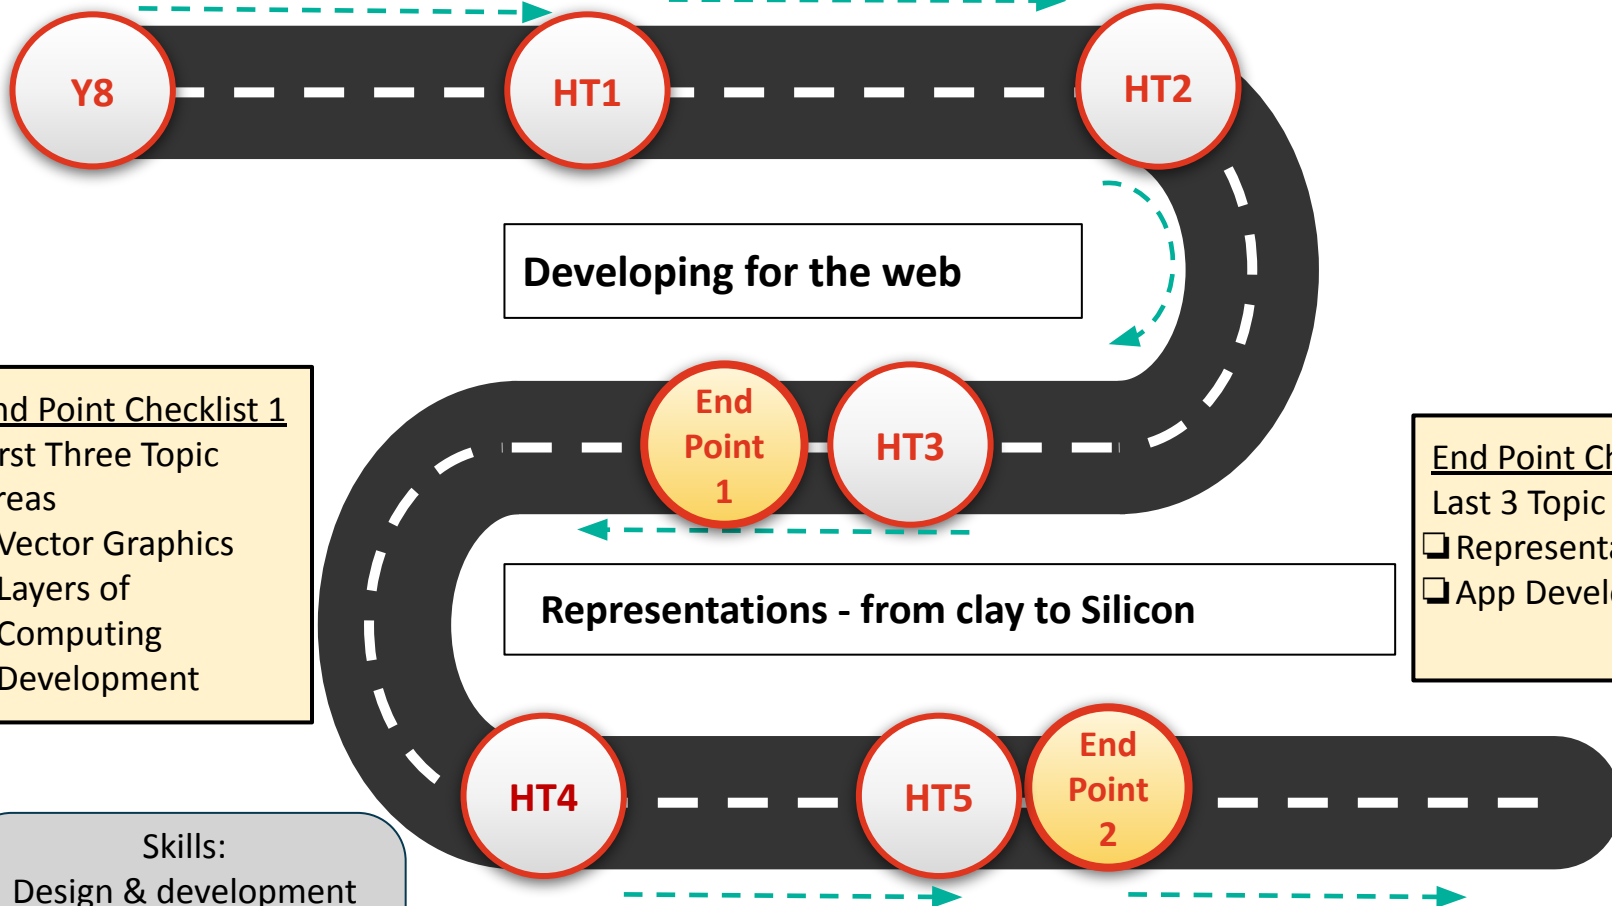 Y8
HT1
HT2
Developing for the web
End
Point
1
HT3
nd Point Checklist 1
rst Three Topic
reas
Vector Graphics
Layers of
Computing
Development
End Point Ch
Last 3 Topic
❑ Representa
❑ App Devel
Representations - from clay to Silicon
HT4
HT5
End
Point
2
Skills:
Design & development